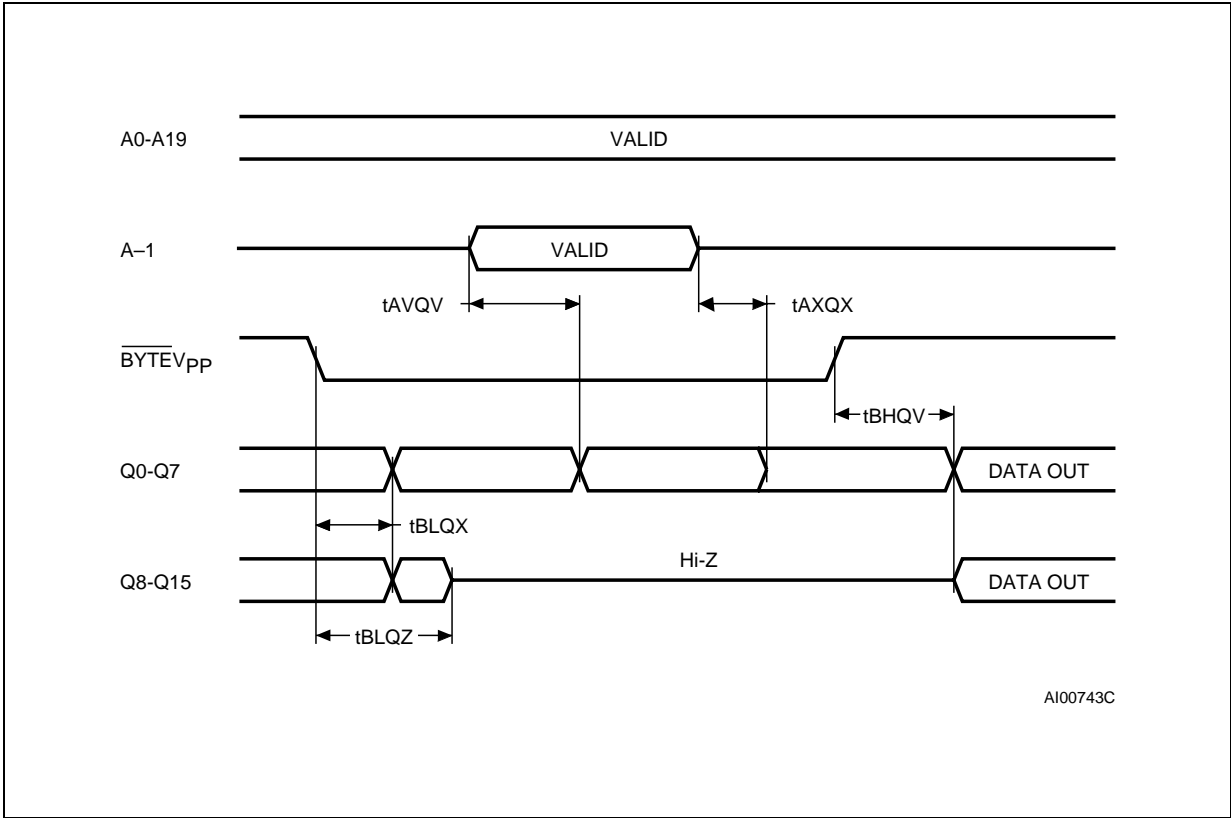 A0-A19
VALID
A–1
VALID
tAVQV
tAXQX
BYTEVPP
tBHQV
Q0-Q7
DATA OUT
tBLQX
Q8-Q15
Hi-Z
DATA OUT
tBLQZ
AI00743C